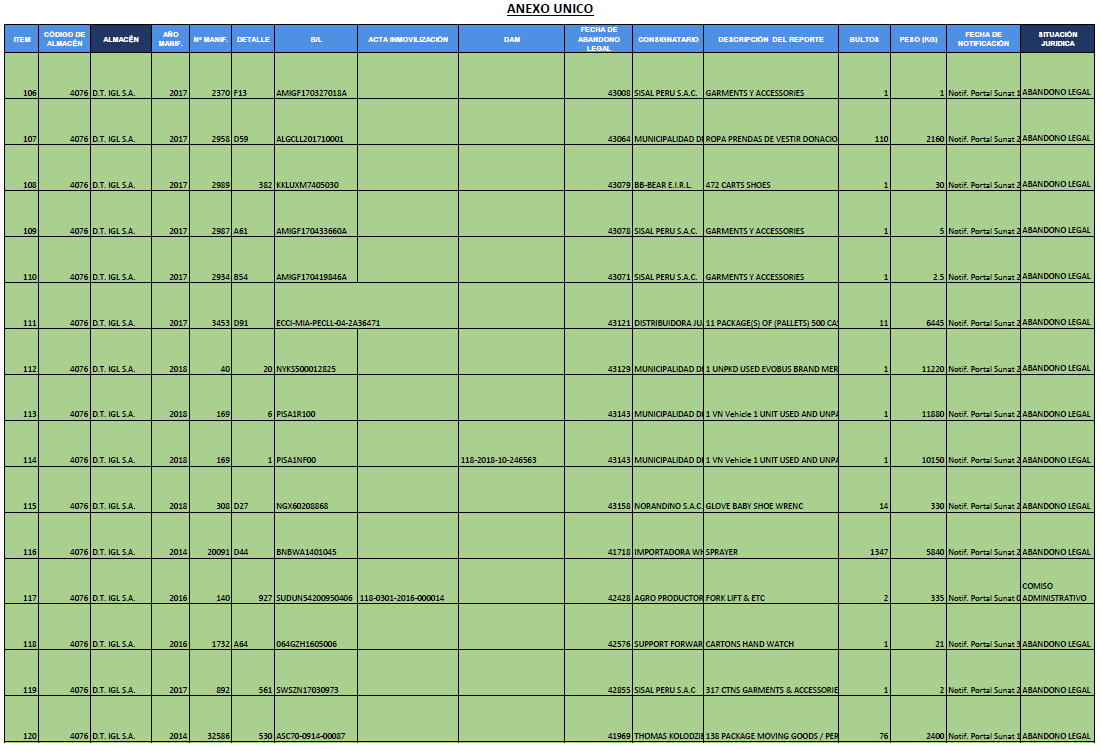 ANEXO UNICO
ITEM CÓDIGO DE ALMACÉN ALMACÉN AÑO MANIF. Nº MANIF. DETALLE B/L ACTA INMOVILIZACIÓN DAM FECHA DE ABANDONO LEGAL CONSIGNATARIO DESCRIPCIÓN DEL REPORTE BULTOS PESO (KG) FECHA DE NOTIFICACIÓN SITUACIÓN JURIDICA
106 4076 D.T. IGL S.A. 2017 2370 F13 AMIGF170327018A 43008 SISAL PERU S.A.C. GARMENTS Y ACCESSORIES 1 1 Notif. Portal Sunat 1 ABANDONO LEGAL
107 4076 D.T. IGL S.A. 2017 2958 D59 ALGCLL201710001 43064 MUNICIPALIDAD DI ROPA PRENDAS DE VESTIR DONACIO 110 2160 Notif. Portal Sunat 2 ABANDONO LEGAL
108 4076 D.T. IGL S.A. 2017 2989 382 KKLUXM7405030 43079 BB-BEAR E.I.R.L. 472 CARTS SHOES 1 30 Notif. Portal Sunat 2 ABANDONO LEGAL
109 4076 D.T. IGL S.A. 2017 2987 A61 AMIGF170433660A 43078 SISAL PERU S.A.C. GARMENTS Y ACCESSORIES 1 5 Notif. Portal Sunat 2 ABANDONO LEGAL
110 4076 D.T. IGL S.A. 2017 2934 B54 AMIGF170419846A 43071 SISAL PERU S.A.C. GARMENTS Y ACCESSORIES 1 2.5 Notif. Portal Sunat 2 ABANDONO LEGAL
111 4076 D.T. IGL S.A. 2017 3453 D91 ECCI-MIA-PECLL-04-2A36471 43121 DISTRIBUIDORA JU 11 PACKAGE(S) OF (PALLETS) 500 CAS 11 6445 Notif. Portal Sunat 2 ABANDONO LEGAL
112 4076 D.T. IGL S.A. 2018 40 20 NYKS500012825 43129 MUNICIPALIDAD DI 1 UNPKD USED EVOBUS BRAND MER 1 11220 Notif. Portal Sunat 2 ABANDONO LEGAL
113 4076 D.T. IGL S.A. 2018 169 6 PISA1R100 43143 MUNICIPALIDAD DI 1 VN Vehicle 1 UNIT USED AND UNPA 1 11880 Notif. Portal Sunat 2 ABANDONO LEGAL
114 4076 D.T. IGL S.A. 2018 169 1 PISA1NF00 118-2018-10-246563 43143 MUNICIPALIDAD DI 1 VN Vehicle 1 UNIT USED AND UNPA 1 10150 Notif. Portal Sunat 2 ABANDONO LEGAL
115 4076 D.T. IGL S.A. 2018 308 D27 NGX60208868 43158 NORANDINO S.A.C. GLOVE BABY SHOE WRENC 14 330 Notif. Portal Sunat 2 ABANDONO LEGAL
116 4076 D.T. IGL S.A. 2014 20091 D44 BNBWA1401045 41718 IMPORTADORA WH SPRAYER 1347 5840 Notif. Portal Sunat 2 ABANDONO LEGAL
117 4076 D.T. IGL S.A. 2016 140 927 SUDUN54200950406 118-0301-2016-000014 42428 AGRO PRODUCTOR FORK LIFT & ETC 2 335 Notif. Portal Sunat 0 COMISO ADMINISTRATIVO
118 4076 D.T. IGL S.A. 2016 1732 A64 064GZH1605006 42576 SUPPORT FORWAR CARTONS HAND WATCH 1 21 Notif. Portal Sunat 3 ABANDONO LEGAL
119 4076 D.T. IGL S.A. 2017 892 561 SWSZN17030973 42855 SISAL PERU S.A.C 317 CTNS GARMENTS & ACCESSORIE 1 2 Notif. Portal Sunat 2 ABANDONO LEGAL
120 4076 D.T. IGL S.A. 2014 32586 530 ASC70-0914-00087 41969 THOMAS KOLODZIE 138 PACKAGE MOVING GOODS / PER 76 2400 Notif. Portal Sunat 1 ABANDONO LEGAL